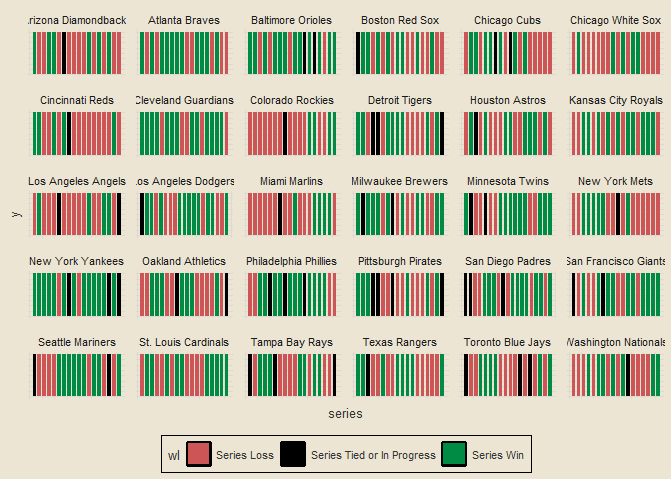 rizona Diamondback
Atlanta Braves
Baltimore Orioles
Boston Red Sox
Chicago Cubs
Chicago White Sox
Cincinnati Reds
Cleveland Guardians
Colorado Rockies
Detroit Tigers
Houston Astros
Kansas City Royals
Los Angeles Angels
os Angeles Dodgers
Miami Marlins
Milwaukee Brewers
Minnesota Twins
New York Mets
y
New York Yankees
Oakland Athletics
Philadelphia Phillies
Pittsburgh Pirates
San Diego Padres
San Francisco Giants
Seattle Mariners
St. Louis Cardinals
Tampa Bay Rays
Texas Rangers
Toronto Blue Jays
Washington Nationals
series
wl Series Loss Series Tied or In Progress Series Win